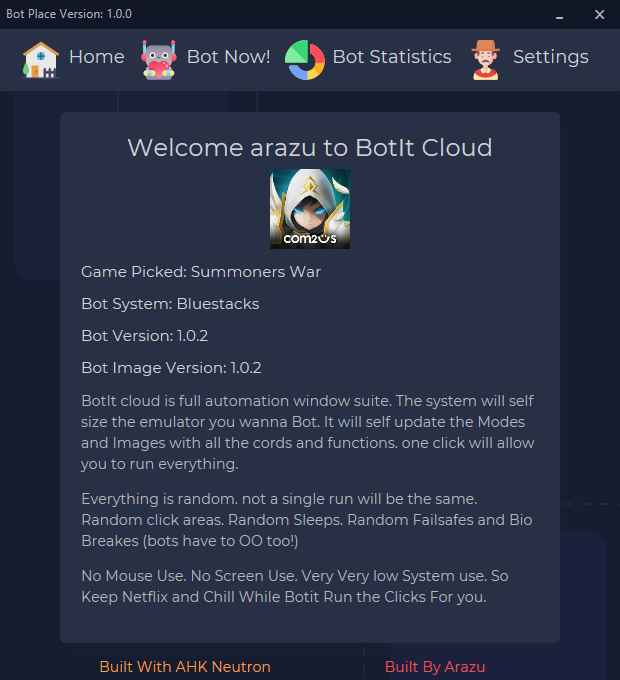 Bot Place Version: 1.0.0
Home Bot Now! Bot Statistics Settings
Welcome arazu to BotIt Cloud
com2us
Game Picked: Summoners War
Bot System: Bluestacks
Bot Version: 1.0.2
Bot Image Version: 1.0.2
BotIt cloud is full automation window suite. The system will self
size the emulator you wanna Bot. It will self update the Modes
and Images with all the cords and functions. one click will allow
you to run everything.
Everything is random. not a single run will be the same.
Random click areas. Random Sleeps. Random Failsafes and Bio
Breakes (bots have to OO too!)
No Mouse Use. No Screen Use. Very Very low System use. So
Keep Netflix and Chill While Botit Run the Clicks For you.
Built With AHK Neutron Built By Arazu